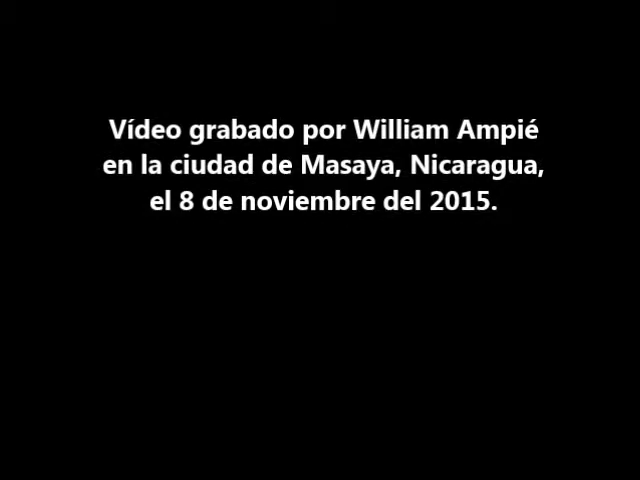 Vídeo grabado por William Ampié
en la ciudad de Masaya, Nicaragua,
el 8 de noviembre del 2015.